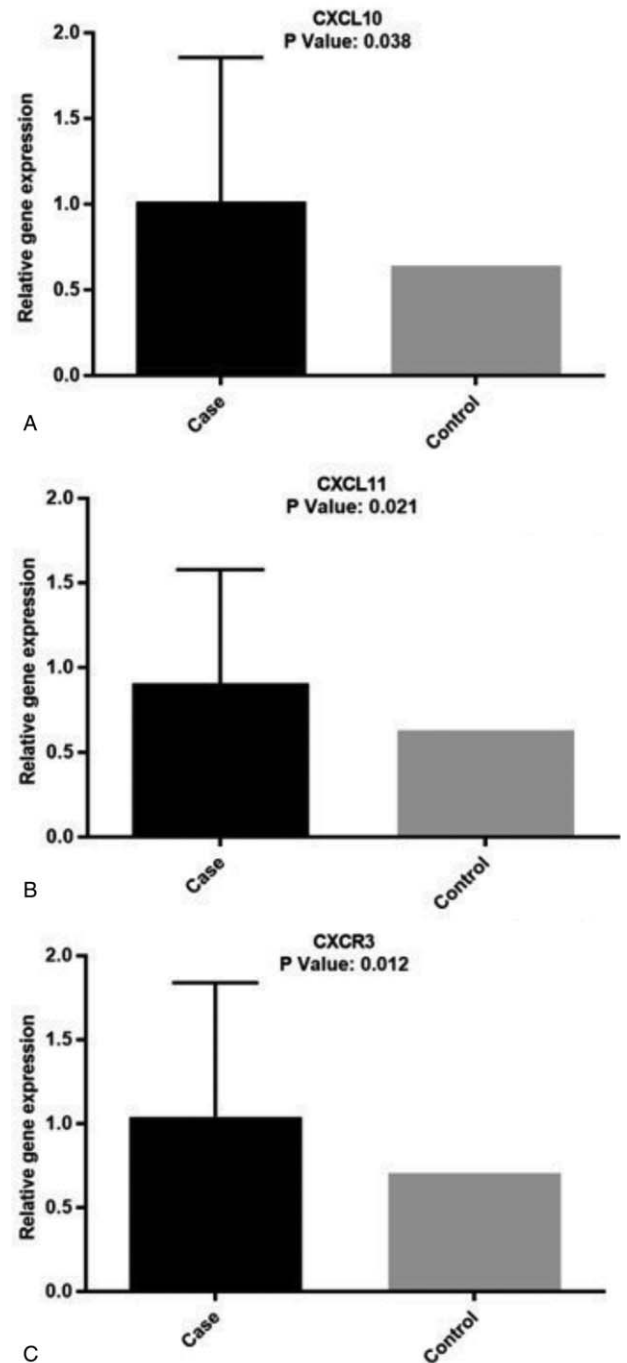 CXCL10
P Value: 0.038
2.0
1.5
1.0
0.5
0.0
Relative gene expression
Case
Control
A
CXCL11
P Value: 0.021
2.0
1.5
1.0
0.5
0.0
Relative gene expression
Case
Control
B
CXCR3
P Value: 0.012
2.0
1.5
1.0
0.5
0.0
Relative gene expression
Case
Control
C